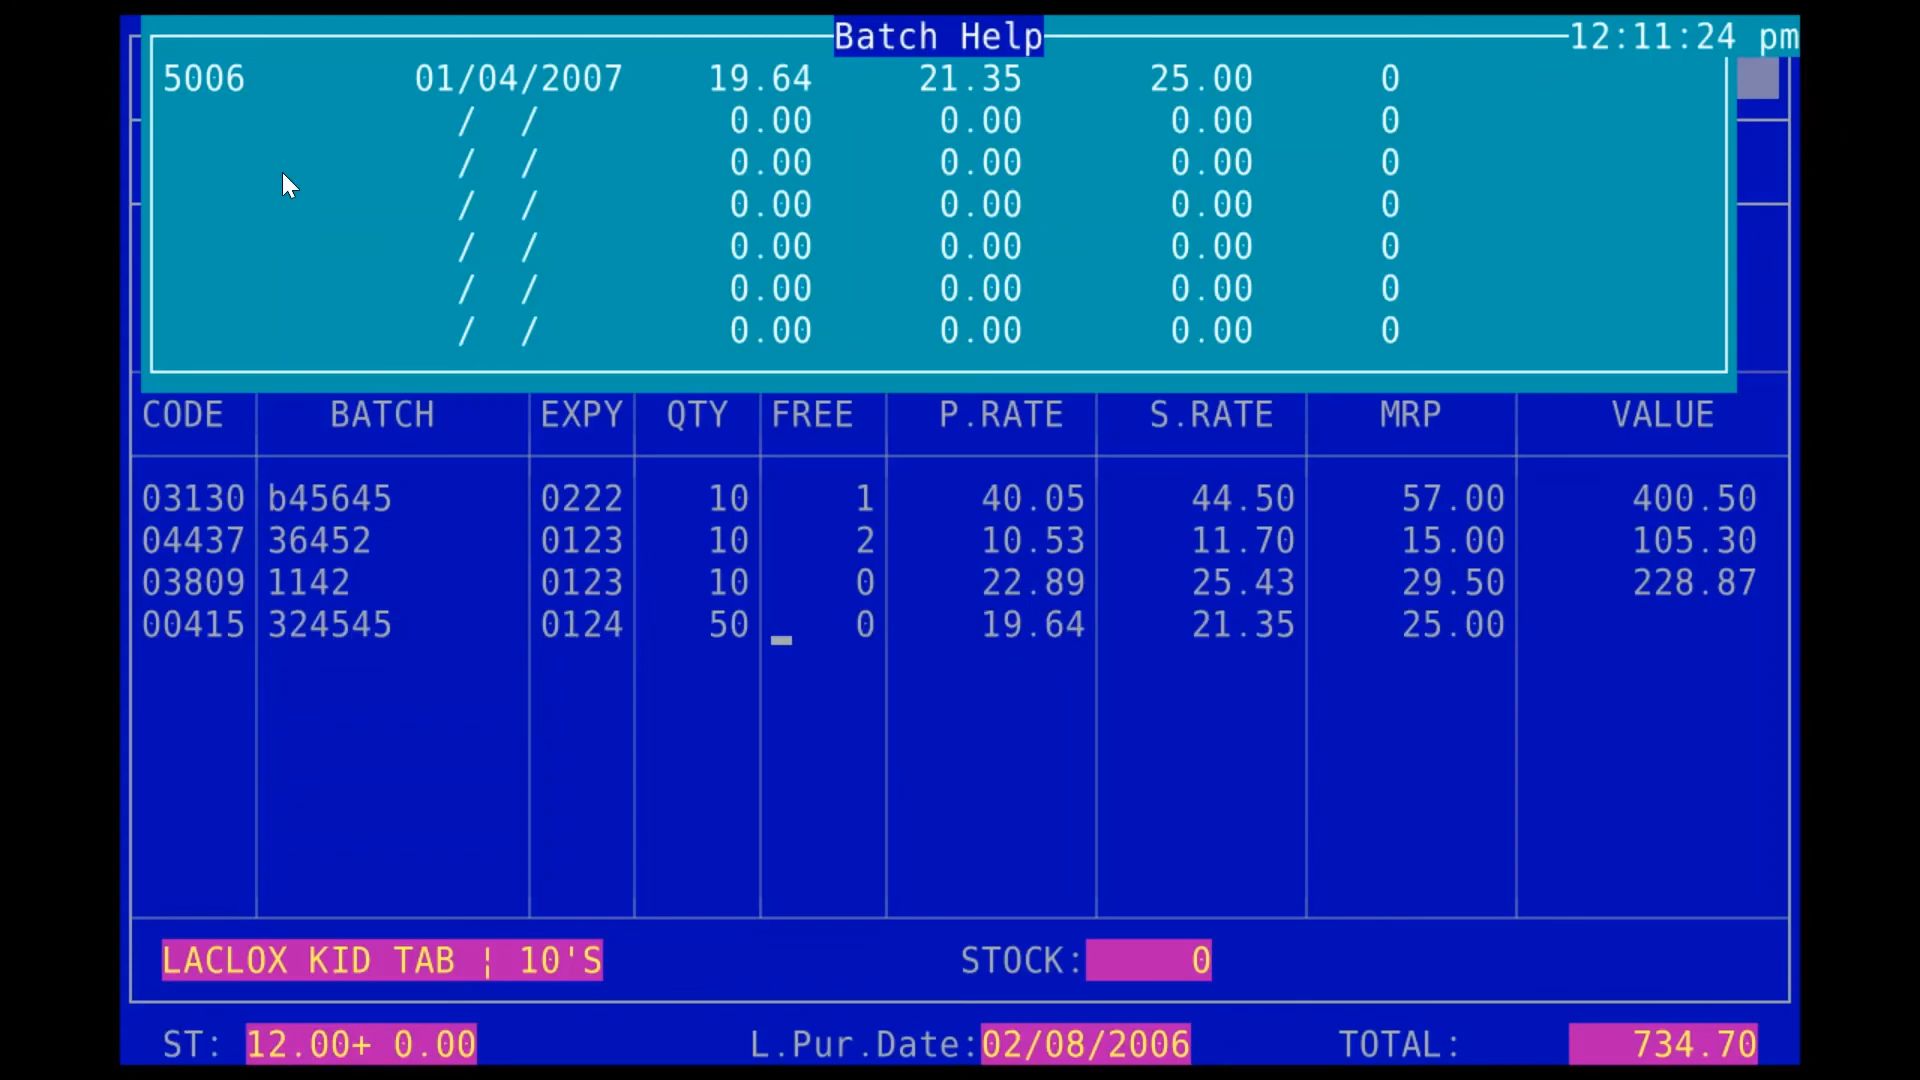 Batch Help 12:11:24 pm
5006 01/04/2007 19.64 21.35 25.00 0
/ / 0.00 0.00 0.00 0
/ / 0.00 0.00 0.00 0
/ / 0.00 0.00 0.00 0
/ / 0.00 0.00 0.00 0
/ / 0.00 0.00 0.00 0
/ / 0.00 0.00 0.00 0
CODE BATCH EXPY QTY FREE P.RATE S.RATE MRP VALUE
03130 b45645 0222 10 1 40.05 44.50 57.00 400.50
04437 36452 0123 10 2 10.53 11.70 15.00 105.30
03809 1142 0123 10 0 22.89 25.43 29.50 228.87
00415 324545 0124 50 0 19.64 21.35 25.00
LACLOX KID TAB ¦ 10'S STOCK: 0
ST: 12.00+ 0.00 L.Pur.Date:02/08/2006 TOTAL: 734.70